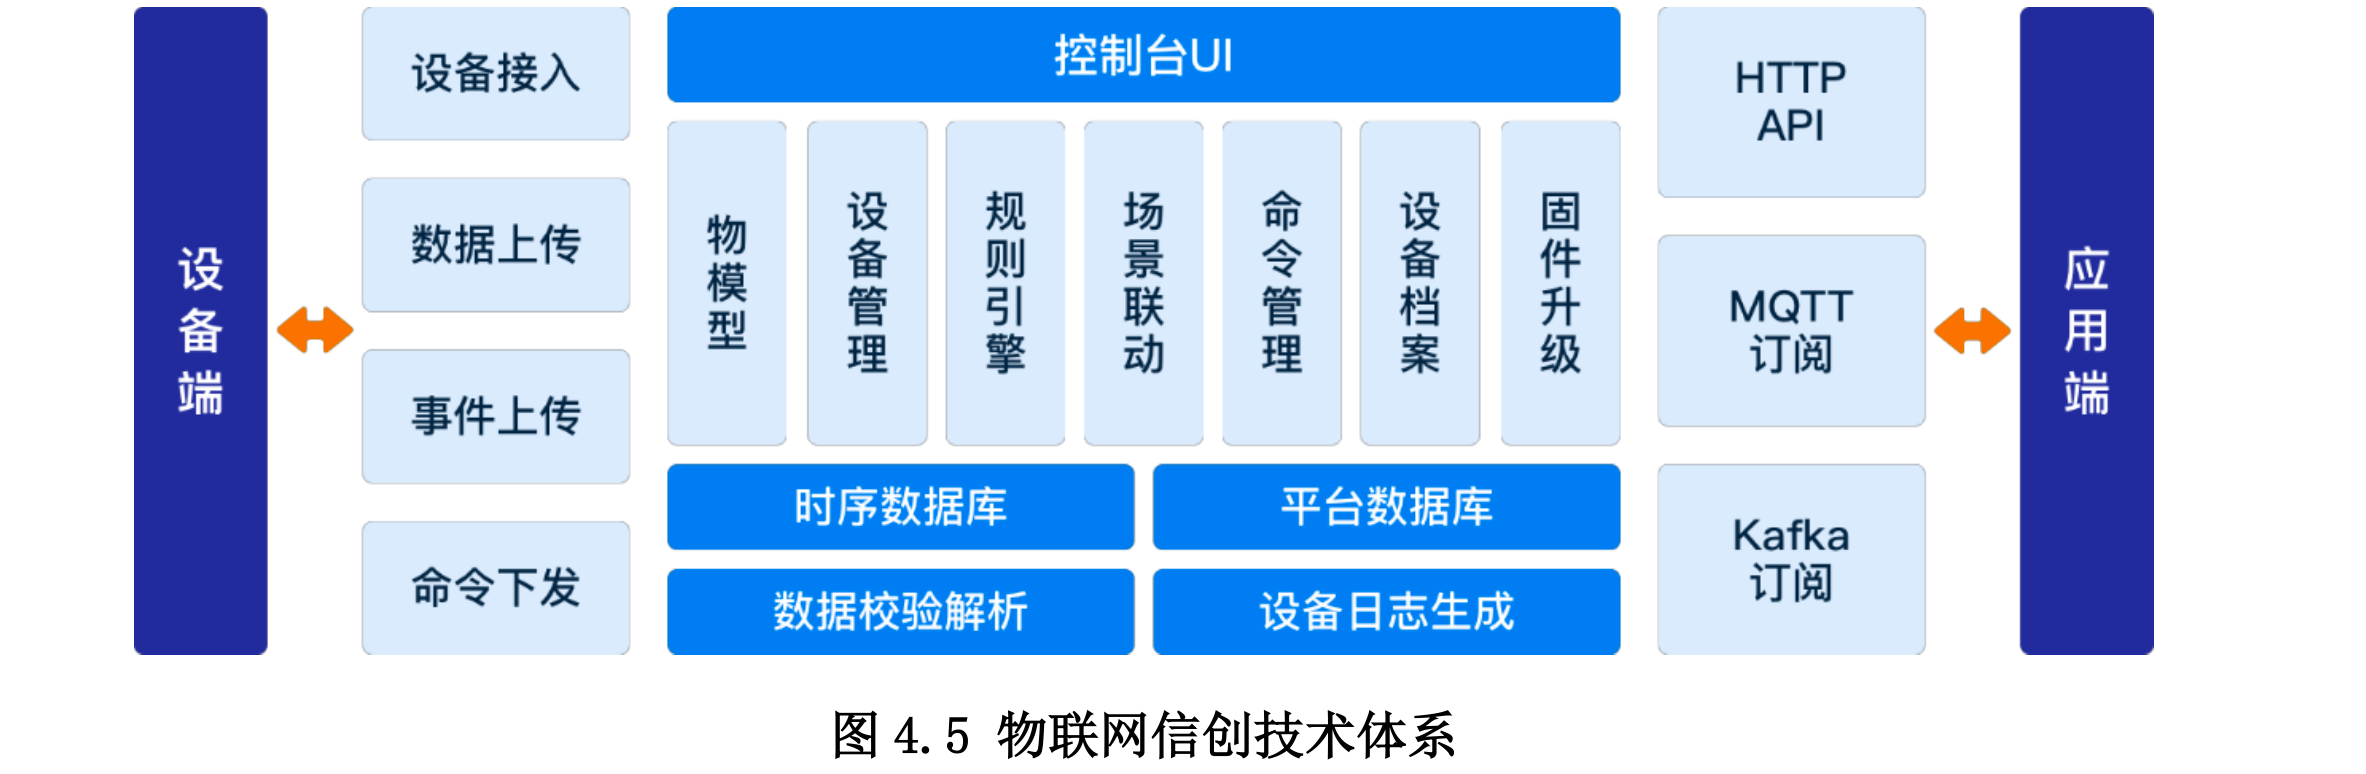 设备端
设备接入
数据上传
事件上传
命令下发
控制台UI
物模型
设备管理
规则引擎
场景联动
命令管理
设备档案
固件升级
时序数据库
平台数据库
数据校验解析
设备日志生成
HTTP
API
MQTT
订阅
Kafka
订阅
应用端
图 4.5 物联网信创技术体系